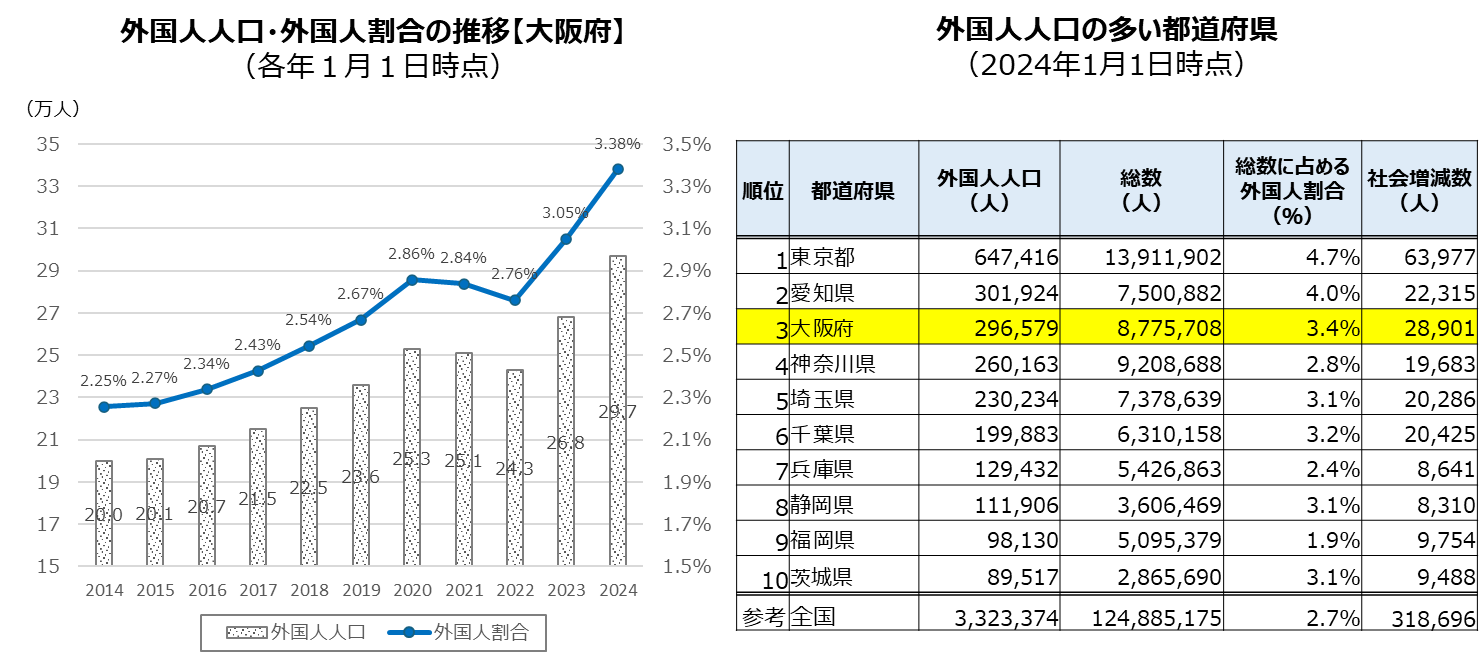 外国人人口・外国人割合の推移【大阪府】
（各年１月１日時点）
（万人）
35
33
31
29
27
25
23
21
19
17
15
3.5%
3.3%
3.1%
2.9%
2.7%
2.5%
2.3%
2.1%
1.9%
1.7%
1.5%
2.25%
2.27%
2.34%
2.43%
2.54%
2.67%
2.86%
2.84%
2.76%
3.05%
3.38%
20.0
20.1
20.7
21.5
22.5
23.6
25.3
25.1
24.3
26.8
29.7
2014 2015 2016 2017 2018 2019 2020 2021 2022 2023 2024
外国人人口 外国人割合
外国人人口の多い都道府県
（2024年1月1日時点）
順位 都道府県 外国人人口（人） 総数（人） 総数に占める外国人割合（%） 社会増減数（人）
1 東京都 647,416 13,911,902 4.7% 63,977
2 愛知県 301,924 7,500,882 4.0% 22,315
3 大阪府 296,579 8,775,708 3.4% 28,901
4 神奈川県 260,163 9,208,688 2.8% 19,683
5 埼玉県 230,234 7,378,639 3.1% 20,286
6 千葉県 199,883 6,310,158 3.2% 20,425
7 兵庫県 129,432 5,426,863 2.4% 8,641
8 静岡県 111,906 3,606,469 3.1% 8,310
9 福岡県 98,130 5,095,379 1.9% 9,754
10 茨城県 89,517 2,865,690 3.1% 9,488
参考 全国 3,323,374 124,885,175 2.7% 318,696